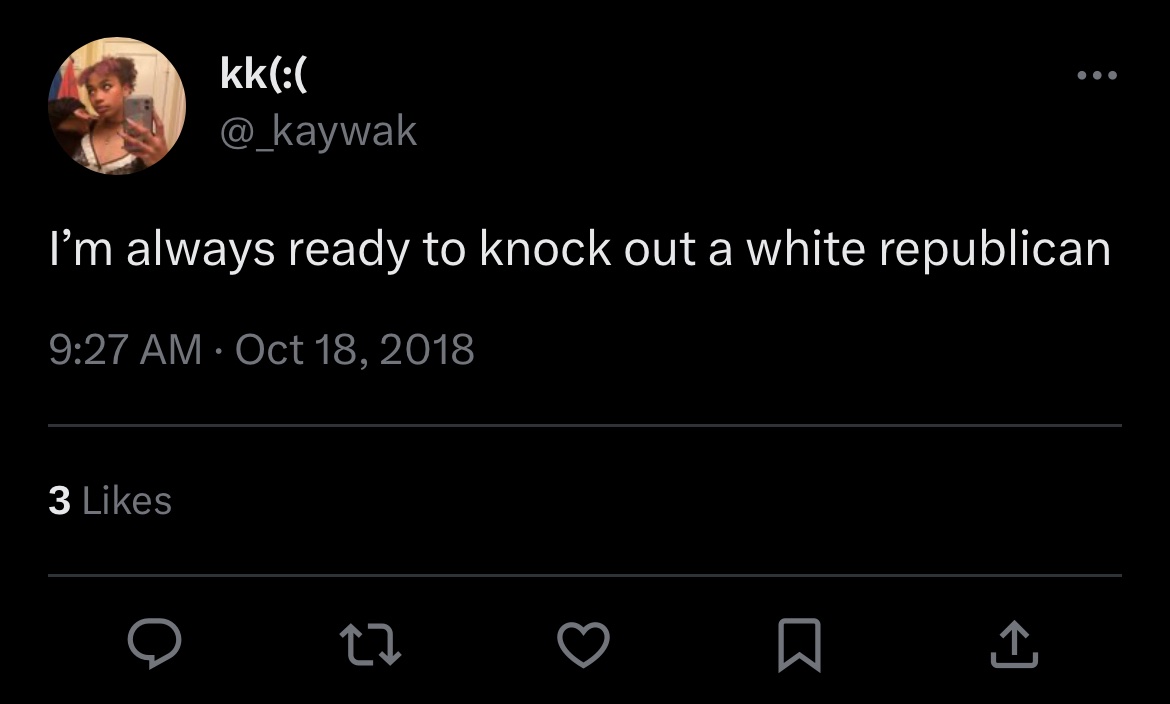 kk(:(
@_kaywak
I’m always ready to knock out a white republican
9:27 AM · Oct 18, 2018
3 Likes